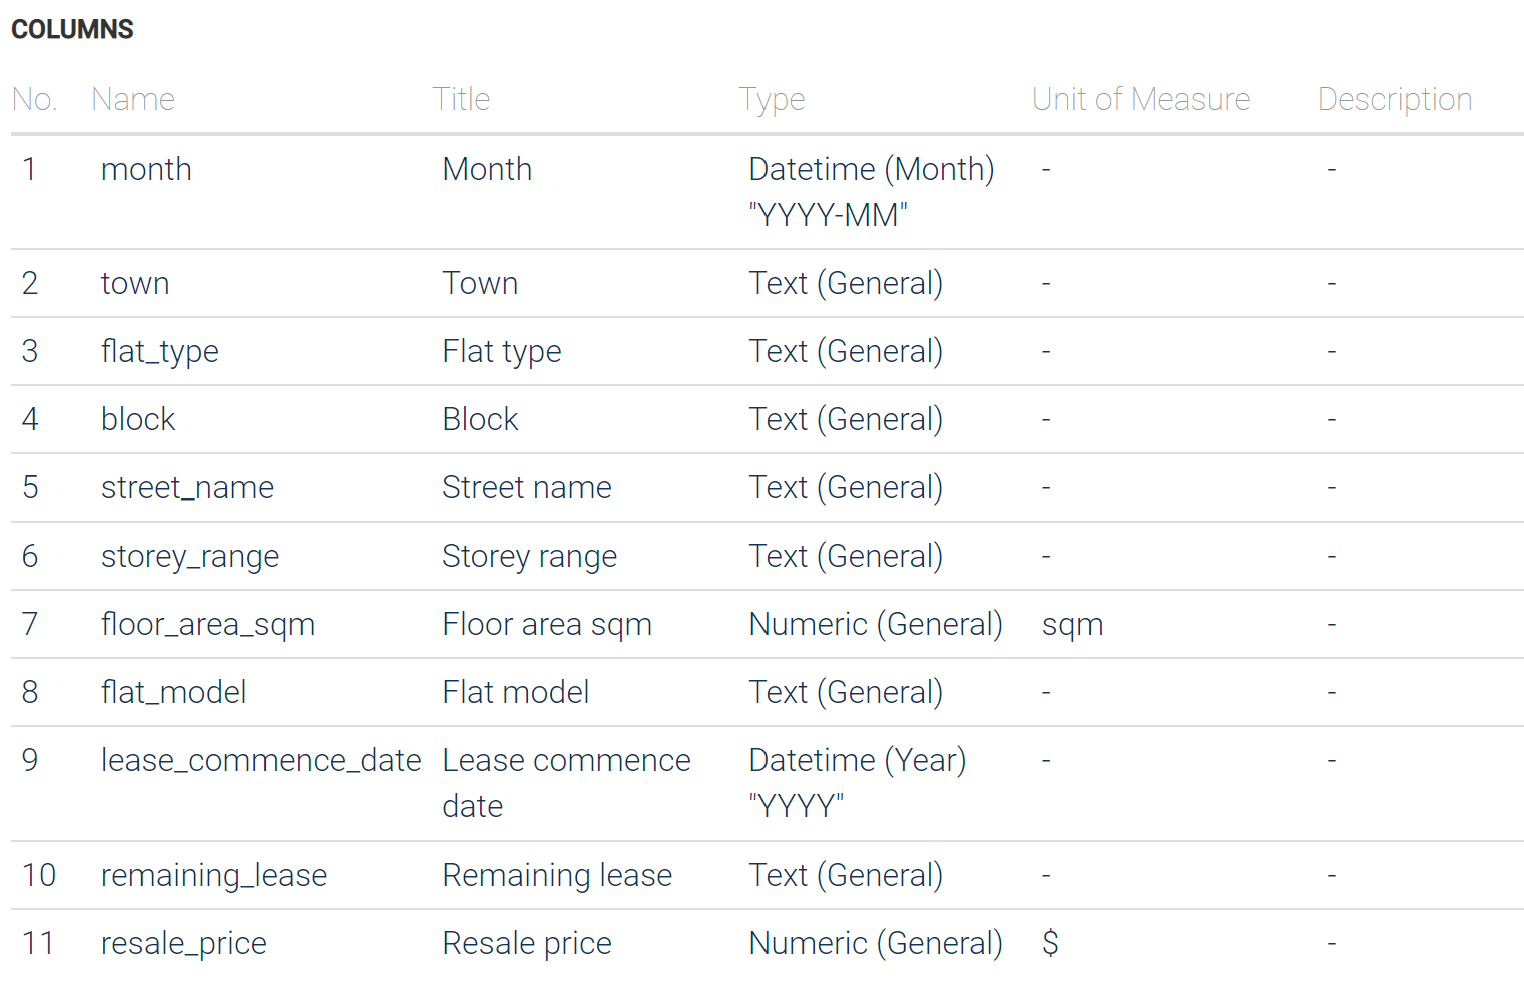 COLUMNS
No. Name Title Type Unit of Measure Description
1 month Month Datetime (Month) - -
"YYYY-MM"
2 town Town Text (General) - -
3 flat_type Flat type Text (General) - -
4 block Block Text (General) - -
5 street_name Street name Text (General) - -
6 storey_range Storey range Text (General) - -
7 floor_area_sqm Floor area sqm Numeric (General) sqm -
8 flat_model Flat model Text (General) - -
9 lease_commence_date Lease commence Datetime (Year) - -
date "YYYY"
10 remaining_lease Remaining lease Text (General) - -
11 resale_price Resale price Numeric (General) $ -